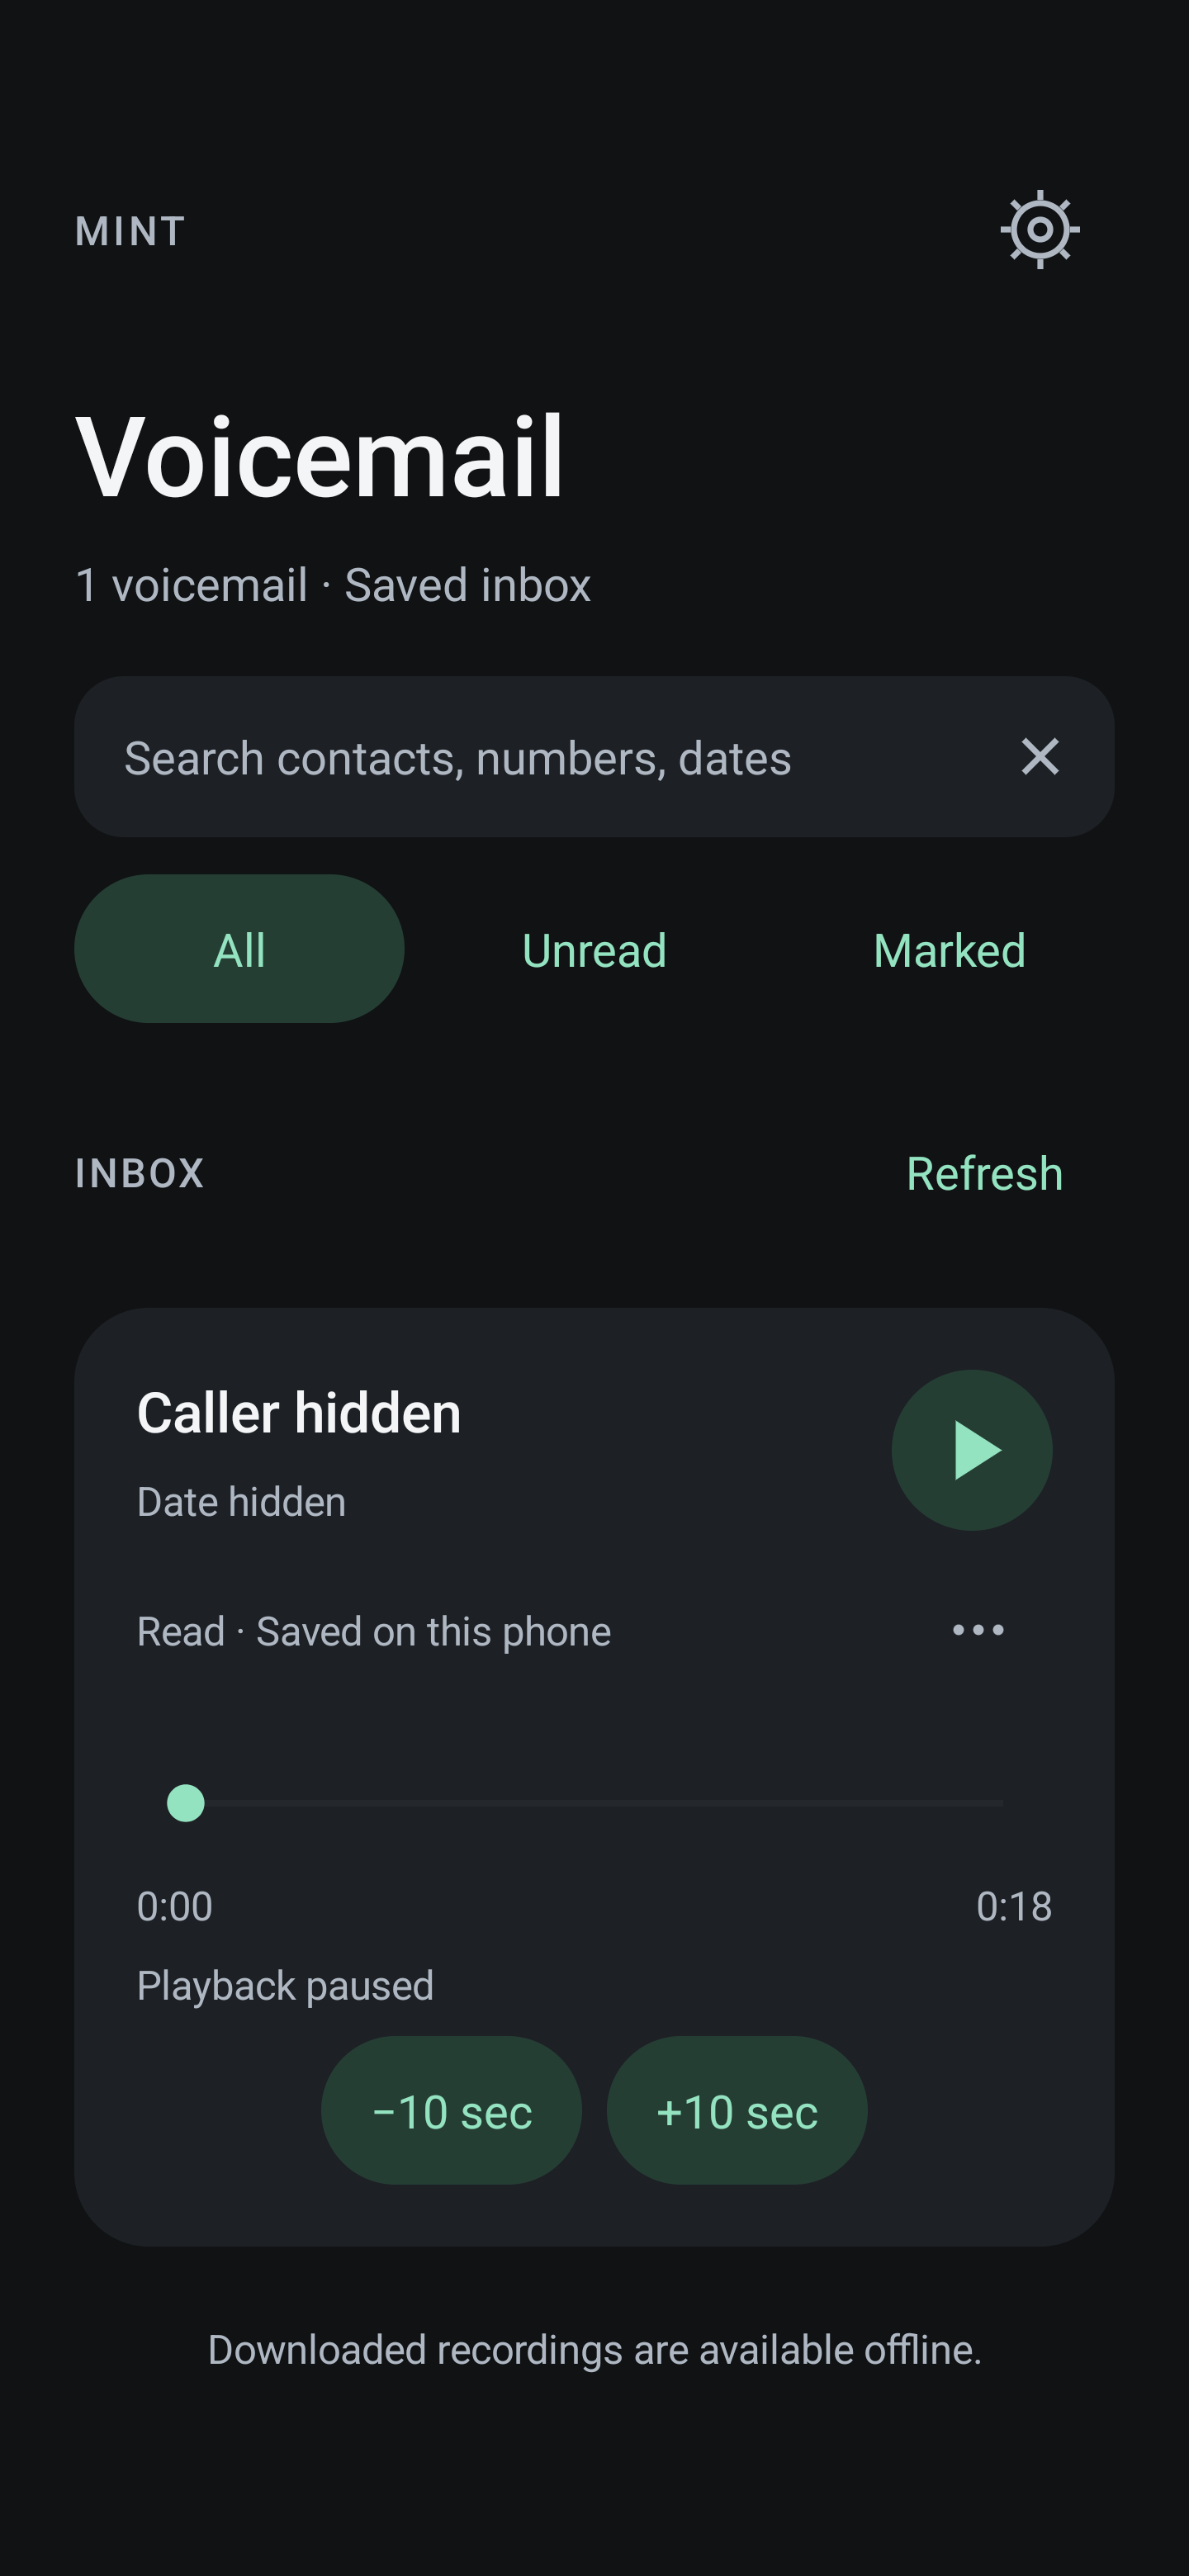 MINT
Voicemail
1 voicemail · Saved inbox
Search contacts, numbers, dates
All
Unread
Marked
INBOX
Refresh
Caller hidden
Date hidden
Read · Saved on this phone
0:00
0:18
Playback paused
−10 sec
+10 sec
Downloaded recordings are available offline.